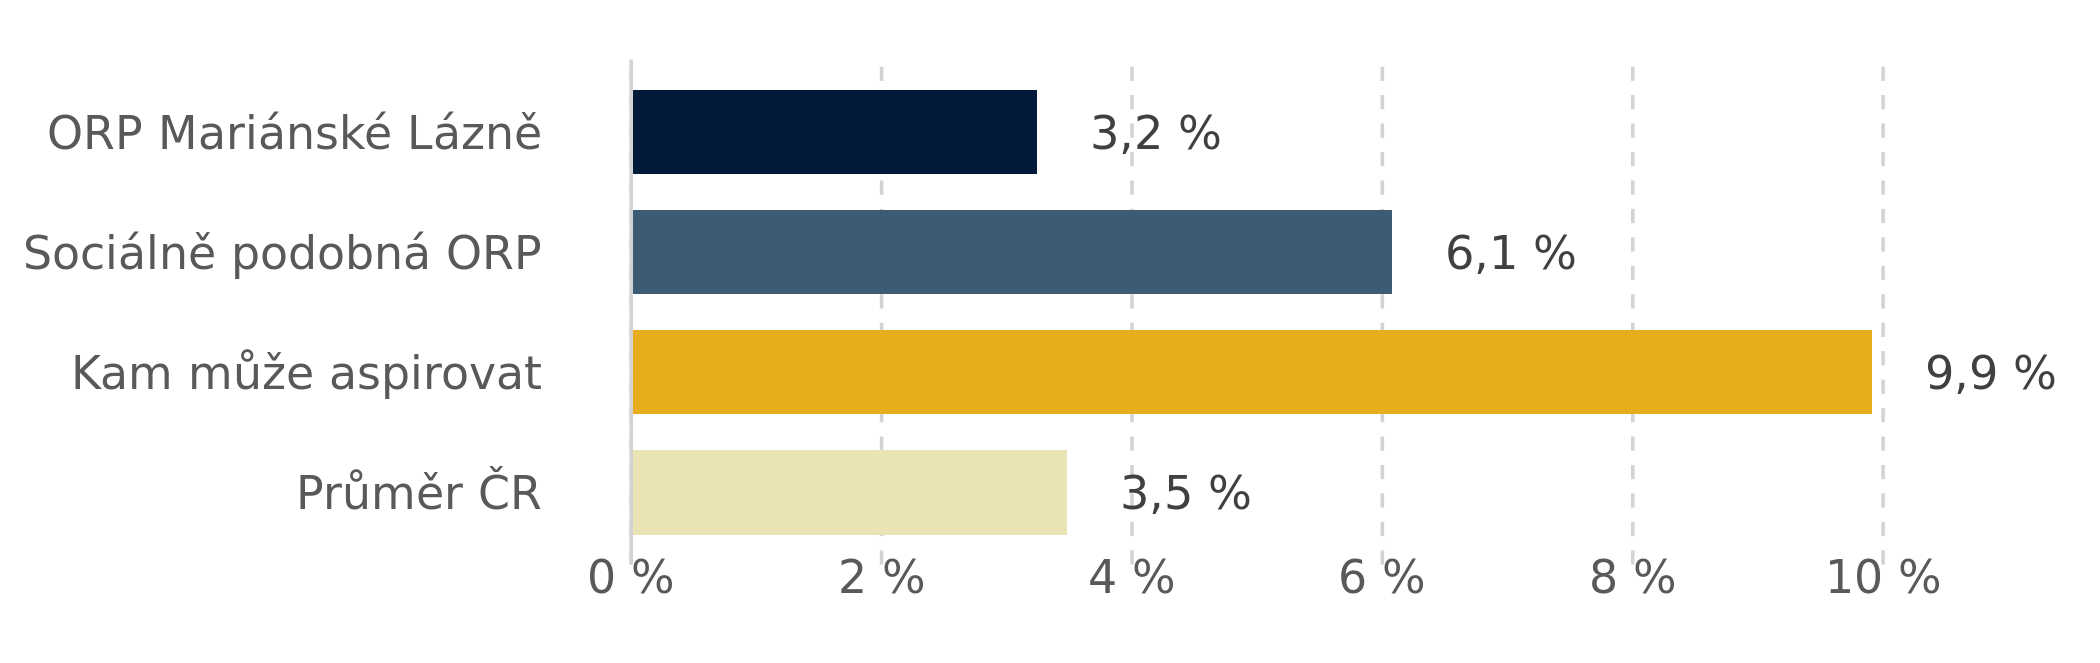 ORP Mariánské Lázně 3,2 %
Sociálně podobná ORP 6,1 %
Kam může aspirovat 9,9 %
Průměr ČR 3,5 %
0 % 2 % 4 % 6 % 8 % 10 %